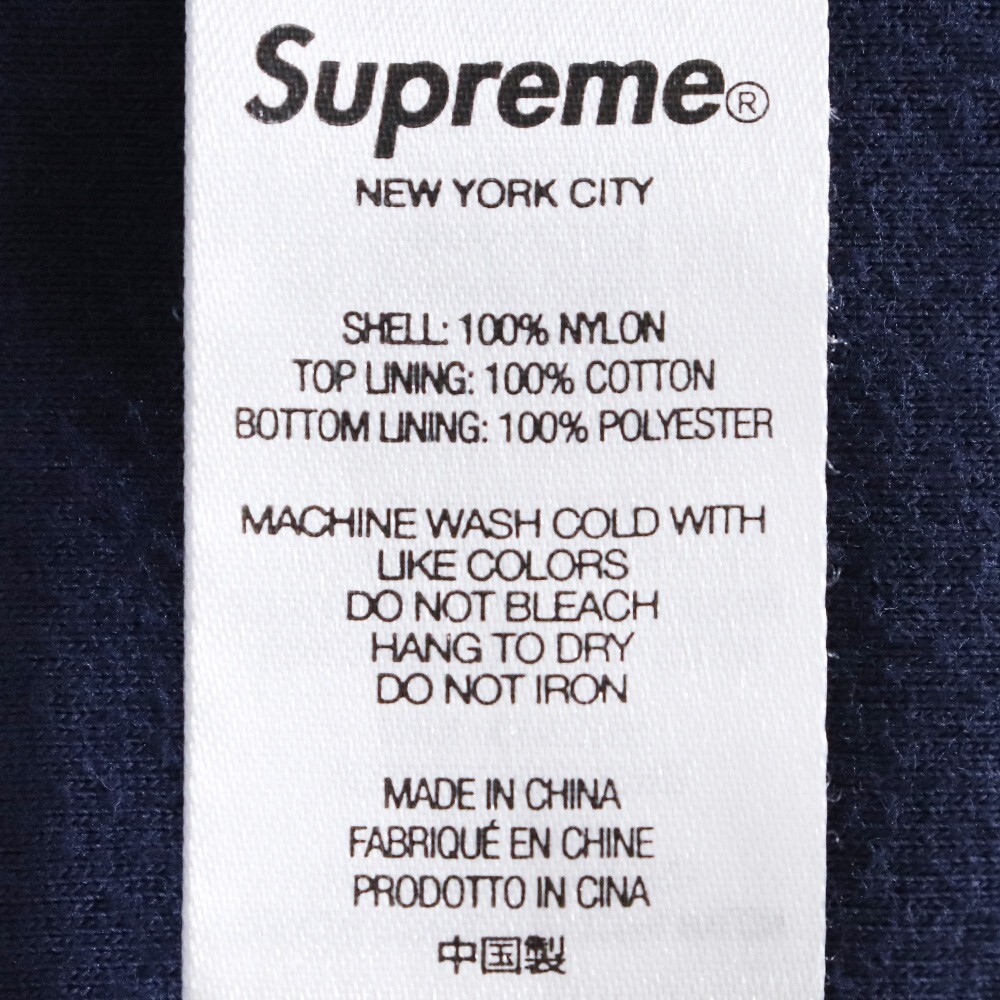 Supreme®
NEW YORK CITY
SHELL: 100% NYLON
TOP LINING: 100% COTTON
BOTTOM LINING: 100% POLYESTER
MACHINE WASH COLD WITH
LIKE COLORS
DO NOT BLEACH
HANG TO DRY
DO NOT IRON
MADE IN CHINA
FABRIQUÉ EN CHINE
PRODOTTO IN CINA
中国製